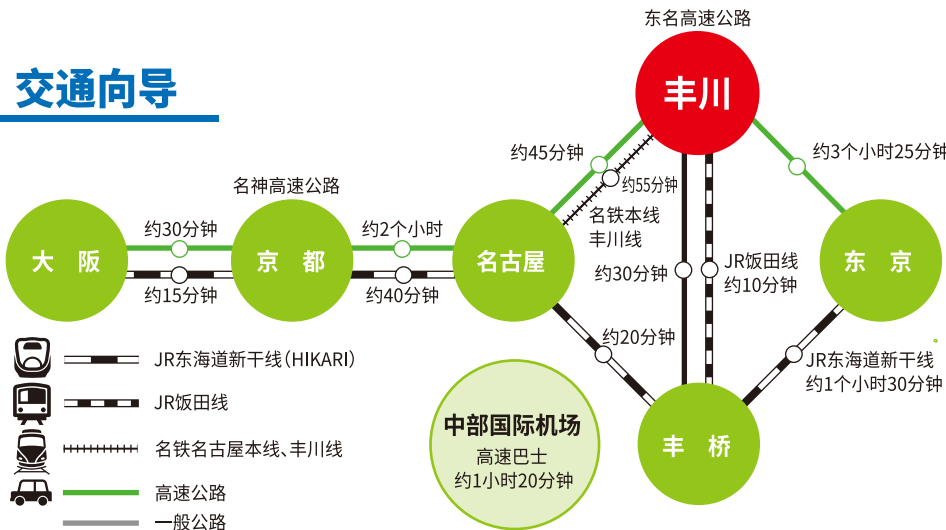 东名高速公路
交通向导
丰川
约45分钟
约3个小时25分钟
约55分钟
名神高速公路
名铁本线
丰川线
约30分钟
约2个小时
大 阪
京 都
名古屋
约30分钟
JR饭田线
约10分钟
东 京
约15分钟
约40分钟
约20分钟
JR东海道新干线(HIKARI)
JR东海道新干线
约1个小时30分钟
JR饭田线
中部国际机场
高速巴士
约1小时20分钟
丰 桥
名铁名古屋本线、丰川线
高速公路
一般公路